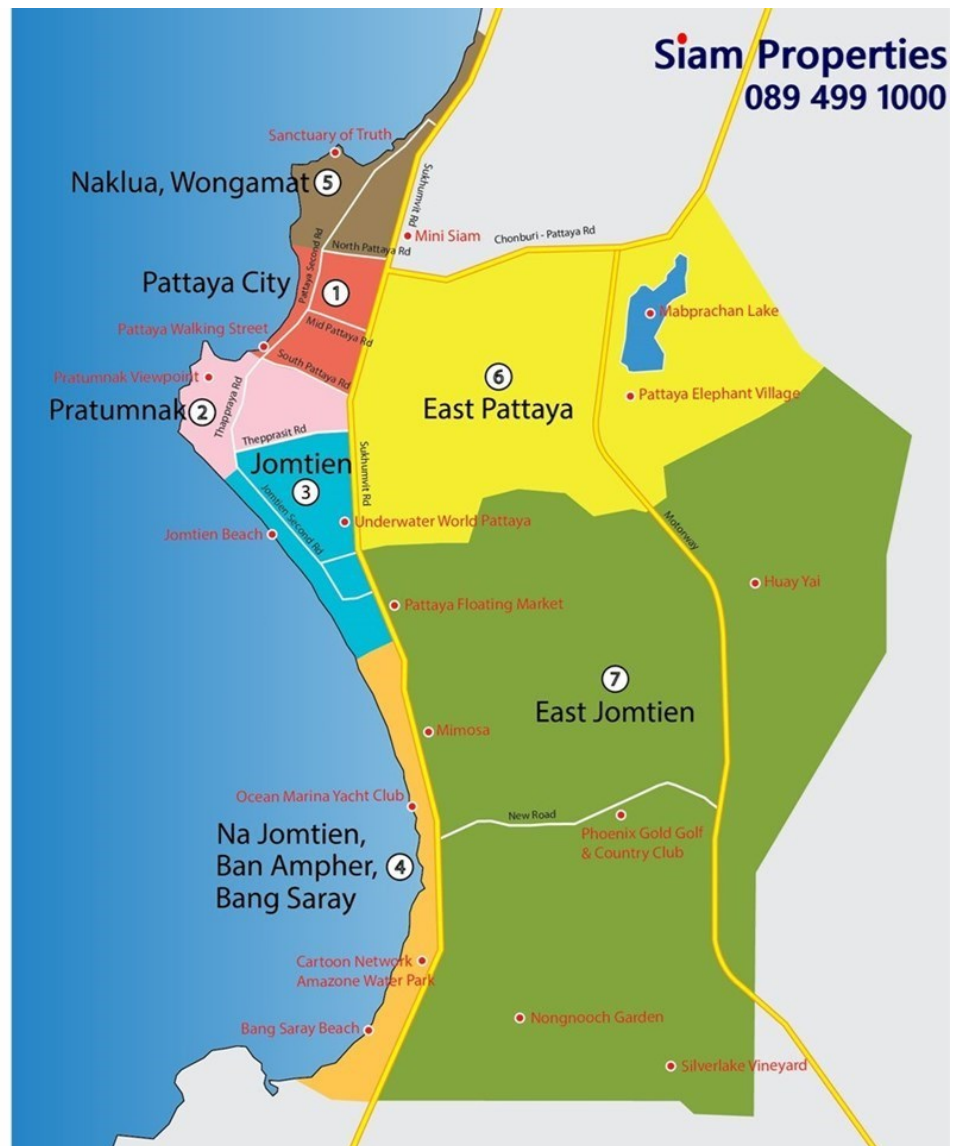 Siam Properties
089 499 1000
Sanctuary of Truth
Naklua, Wongamat 5
Sukhumvit Rd
Mini Siam
Chonburi - Pattaya Rd
North Pattaya Rd
Pattaya Second Rd
Pattaya City
1
Mabprachan Lake
Mid Pattaya Rd
Pattaya Walking Street
South Pattaya Rd
Pratumnak Viewpoint
6
East Pattaya
Pattaya Elephant Village
Pratumnak 2
Thappraya Rd
Thepprasit Rd
Jomtien
3
Sukhumvit Rd
Jomtien Second Rd
Underwater World Pattaya
Jomtien Beach
Motorway
Huay Yai
Pattaya Floating Market
7
East Jomtien
Mimosa
Ocean Marina Yacht Club
New Road
Phoenix Gold Golf
& Country Club
Na Jomtien,
Ban Ampher, 4
Bang Saray
Cartoon Network
Amazone Water Park
Nongnooch Garden
Bang Saray Beach
Silverlake Vineyard